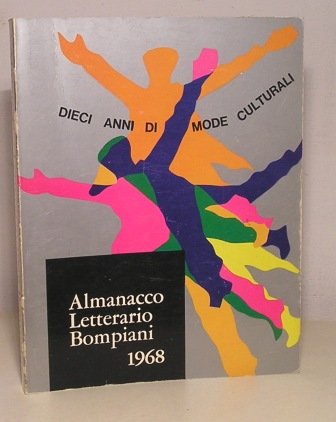 DIECI ANNI DI MODE CULTURALI
Almanacco
Letterario
Bompiani
1968